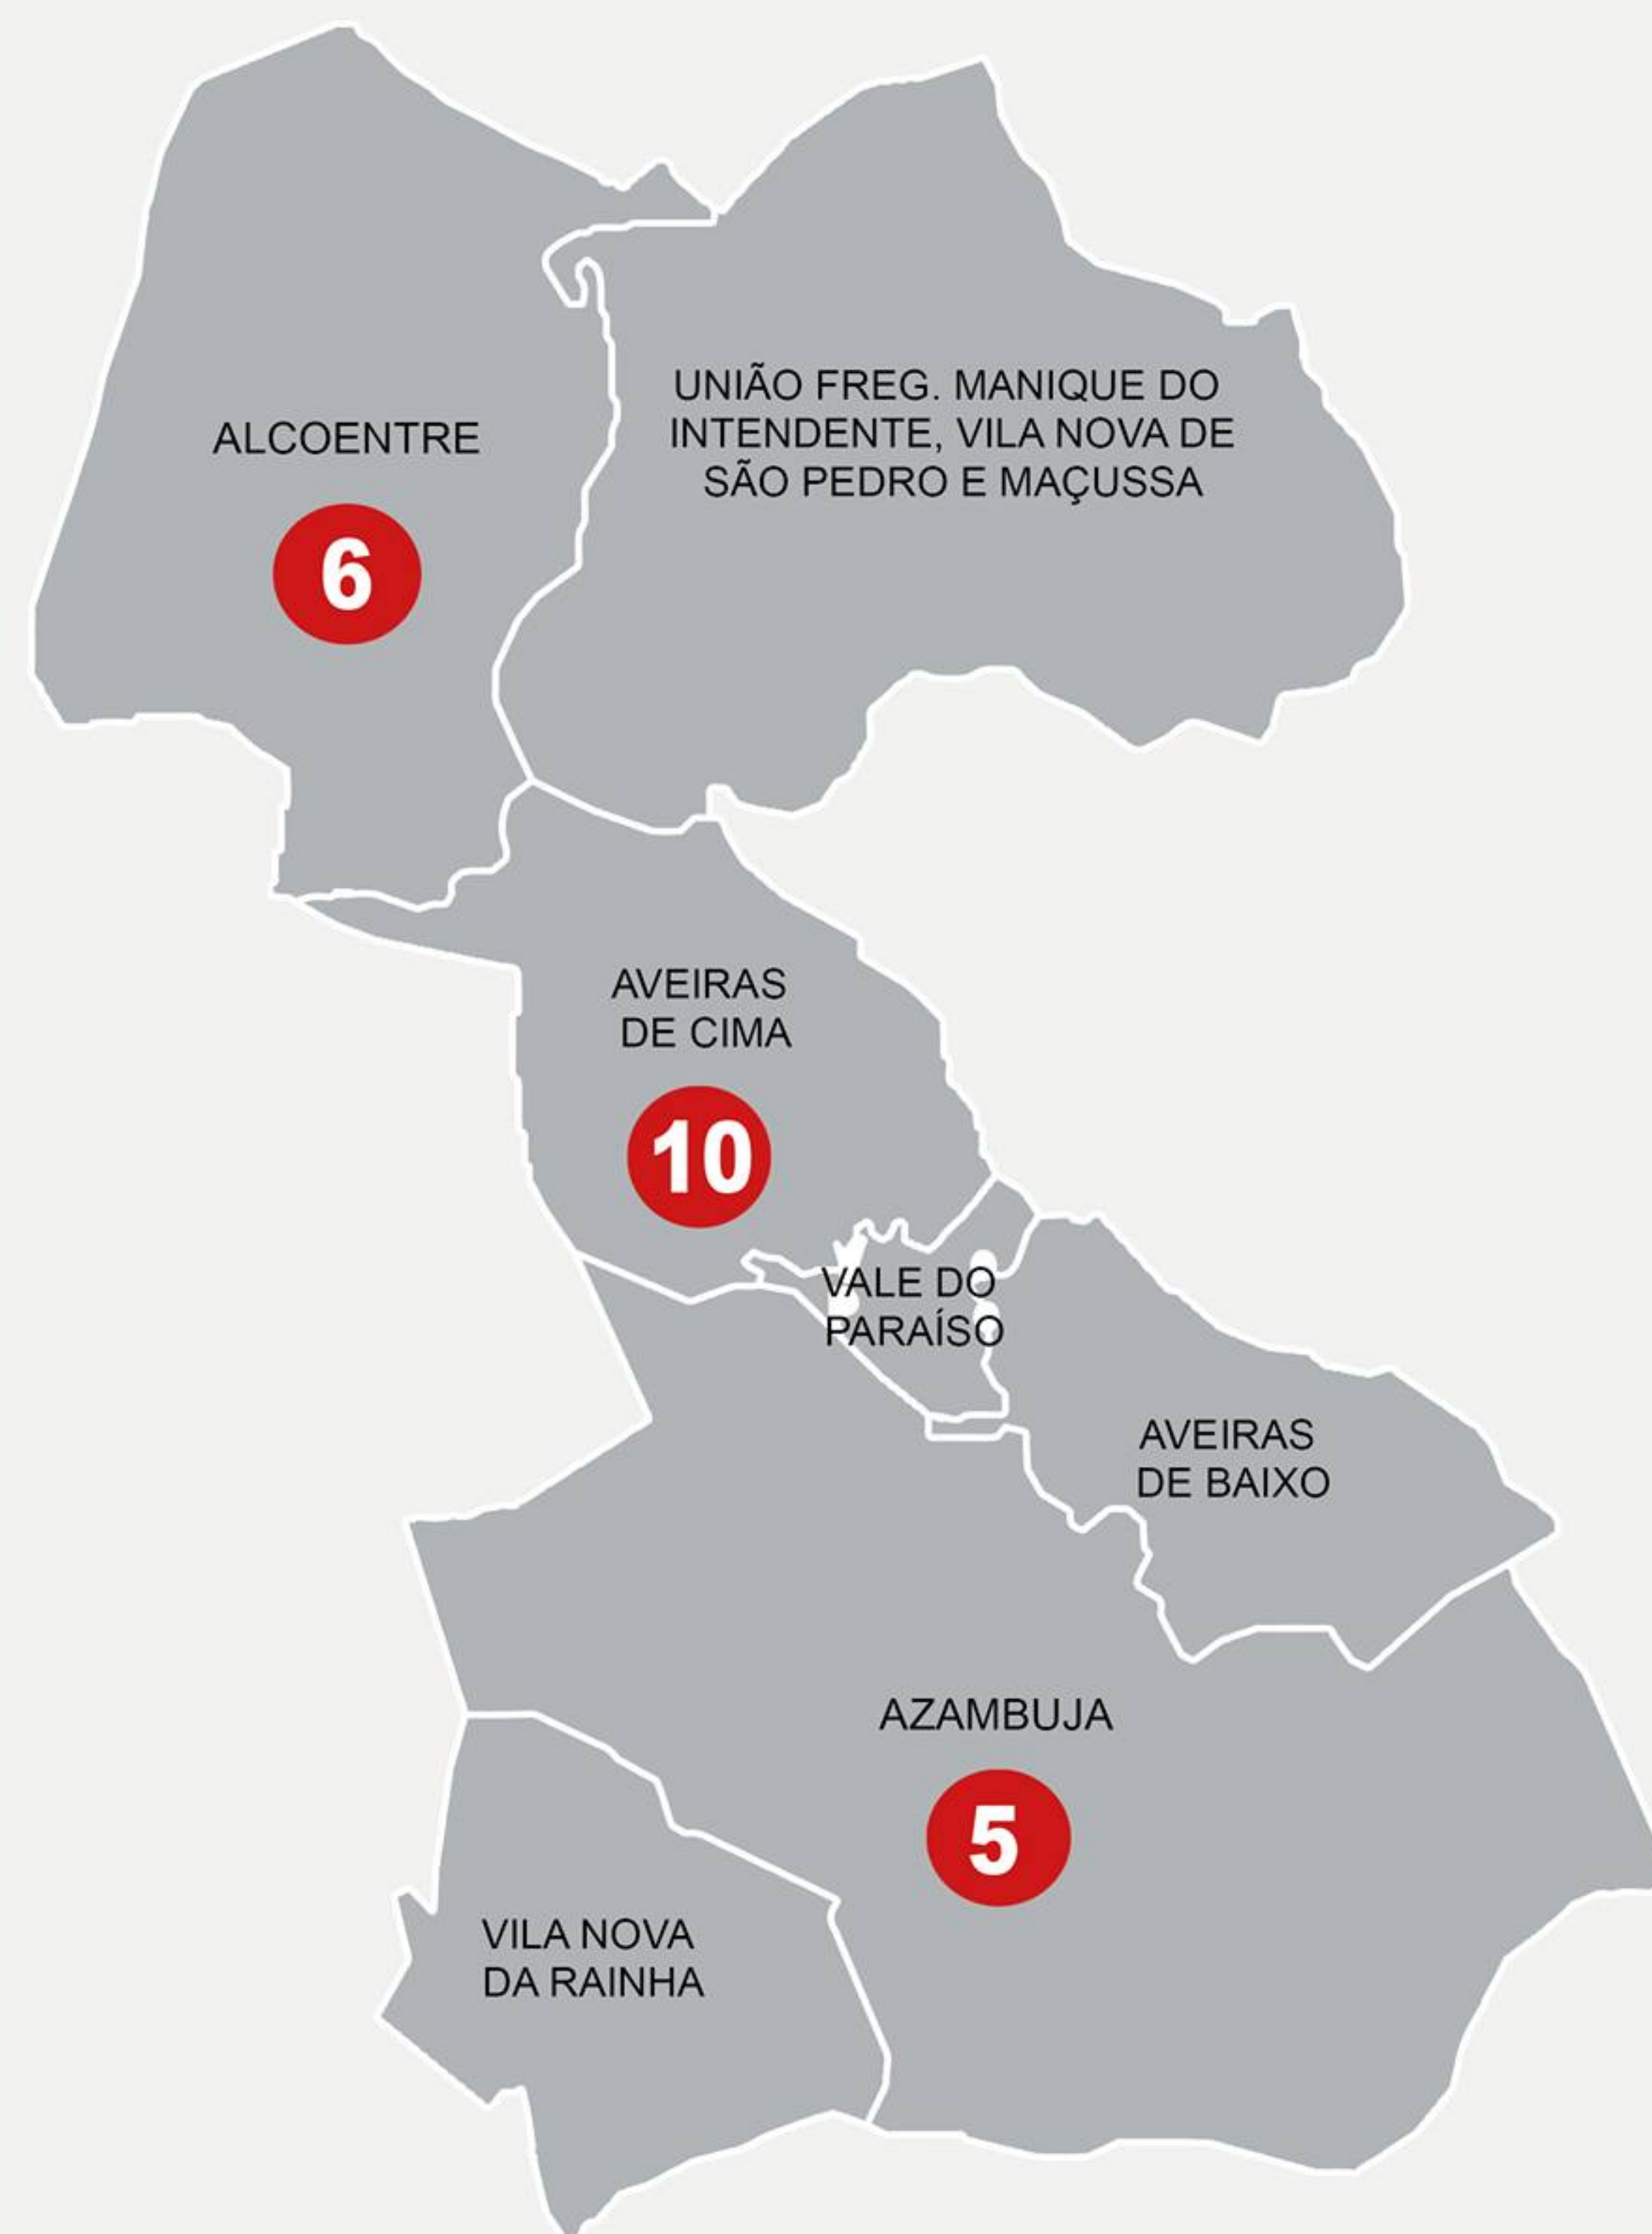 ALCOENTRE
6
UNIÃO FREG. MANIQUE DO
INTENDENTE, VILA NOVA DE
SÃO PEDRO E MAÇUSSA
AVEIRAS
DE CIMA
10
VALE DO
PARAÍSO
AVEIRAS
DE BAIXO
AZAMBUJA
5
VILA NOVA
DA RAINHA